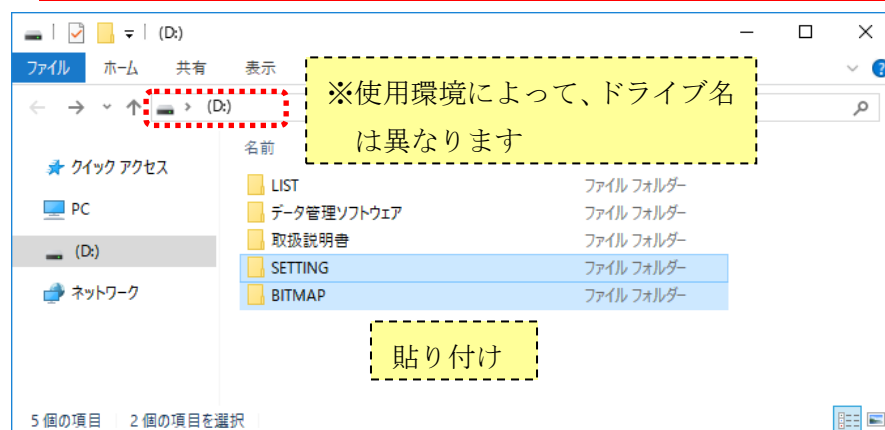 (D:)
ファイル ホーム 共有 表示
※使用環境によって、ドライブ名
は異なります
(D:)
名前
クイック アクセス
PC
(D:)
ネットワーク
LIST ファイル フォルダー
データ管理ソフトウェア ファイル フォルダー
取扱説明書 ファイル フォルダー
SETTING ファイル フォルダー
BITMAP ファイル フォルダー
貼り付け
5 個の項目 2 個の項目を選択